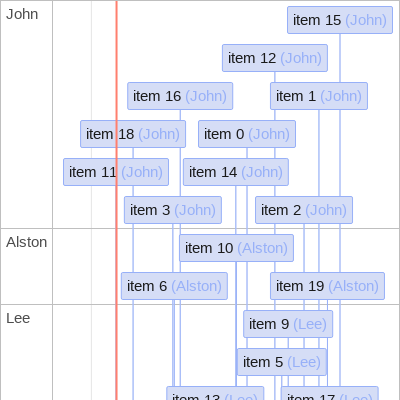 John
item 15 (John)
item 12 (John)
item 16 (John)
item 1 (John)
item 18 (John)
item 0 (John)
item 11 (John)
item 14 (John)
item 3 (John)
item 2 (John)
Alston
item 10 (Alston)
item 6 (Alston)
item 19 (Alston)
Lee
item 9 (Lee)
item 5 (Lee)
item 13 (Lee)
item 17 (Lee)